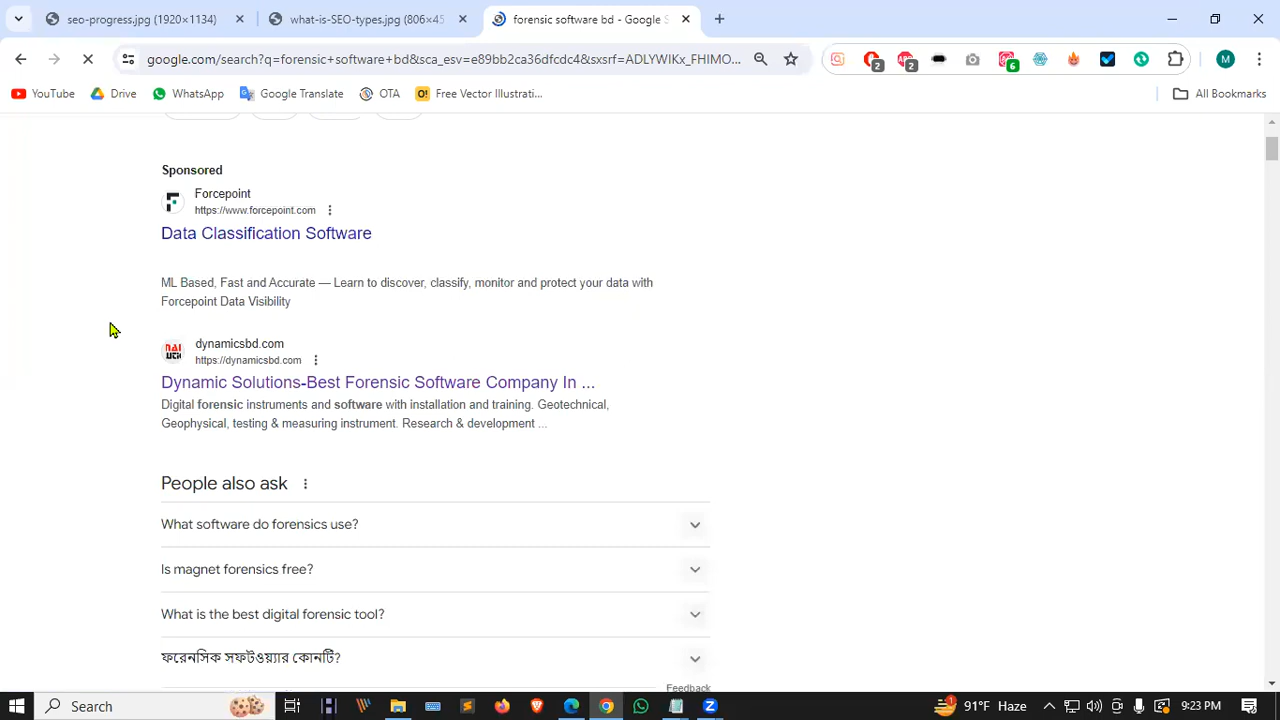 seo-progress.jpg (1920×1134)
what-is-SEO-types.jpg (806×45
forensic software bd - Google S
google.com/search?q=forensic+software+bd&sca_esv=e89bb2ca36dfcdc4&sxsrf=ADLYWIKx_FHIMO...
2
2
6
M
YouTube
Drive
WhatsApp
Google Translate
OTA
Free Vector Illustrati...
All Bookmarks
Sponsored
Forcepoint
https://www.forcepoint.com
Data Classification Software
ML Based, Fast and Accurate — Learn to discover, classify, monitor and protect your data with
Forcepoint Data Visibility
dynamicsbd.com
https://dynamicsbd.com
Dynamic Solutions-Best Forensic Software Company In ...
Digital forensic instruments and software with installation and training. Geotechnical,
Geophysical, testing & measuring instrument. Research & development ...
People also ask
What software do forensics use?
Is magnet forensics free?
What is the best digital forensic tool?
ফরেনসিক সফটওয়্যার কোনটি?
Feedback
Search
1
91°F Haze
9:23 PM